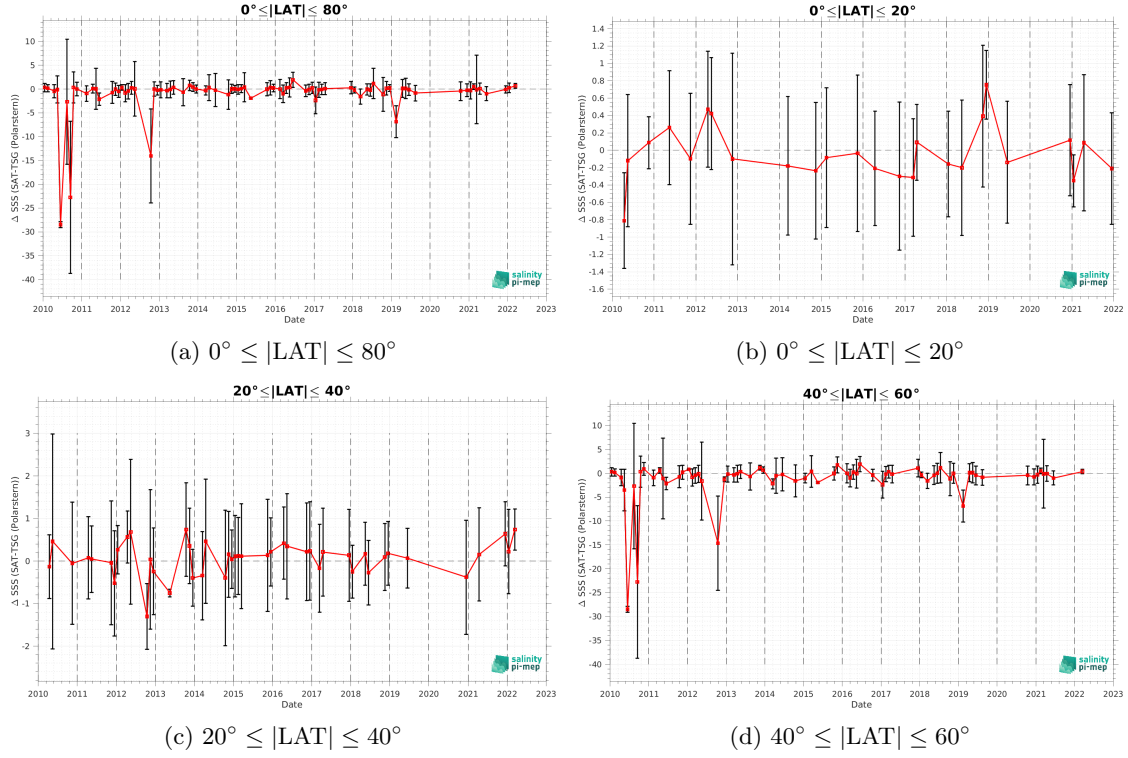 0°≤|LAT|≤ 80°
Δ SSS (SAT-TSG (Polarstern))
10
5
0
-5
-10
-15
-20
-25
-30
-35
-40
2010 2011 2012 2013 2014 2015 2016 2017 2018 2019 2020 2021 2022 2023
Date
salinity
pi-mep
(a) 0° ≤ |LAT| ≤ 80°
0°≤|LAT|≤ 20°
Δ SSS (SAT-TSG (Polarstern))
1.4
1.2
1
0.8
0.6
0.4
0.2
0
-0.2
-0.4
-0.6
-0.8
-1
-1.2
-1.4
-1.6
2010 2011 2012 2013 2014 2015 2016 2017 2018 2019 2020 2021 2022
Date
salinity
pi-mep
(b) 0° ≤ |LAT| ≤ 20°
20°≤|LAT|≤ 40°
Δ SSS (SAT-TSG (Polarstern))
3
2
1
0
-1
-2
2010 2011 2012 2013 2014 2015 2016 2017 2018 2019 2020 2021 2022 2023
Date
salinity
pi-mep
(c) 20° ≤ |LAT| ≤ 40°
40°≤|LAT|≤ 60°
Δ SSS (SAT-TSG (Polarstern))
10
5
0
-5
-10
-15
-20
-25
-30
-35
-40
2010 2011 2012 2013 2014 2015 2016 2017 2018 2019 2020 2021 2022 2023
Date
salinity
pi-mep
(d) 40° ≤ |LAT| ≤ 60°